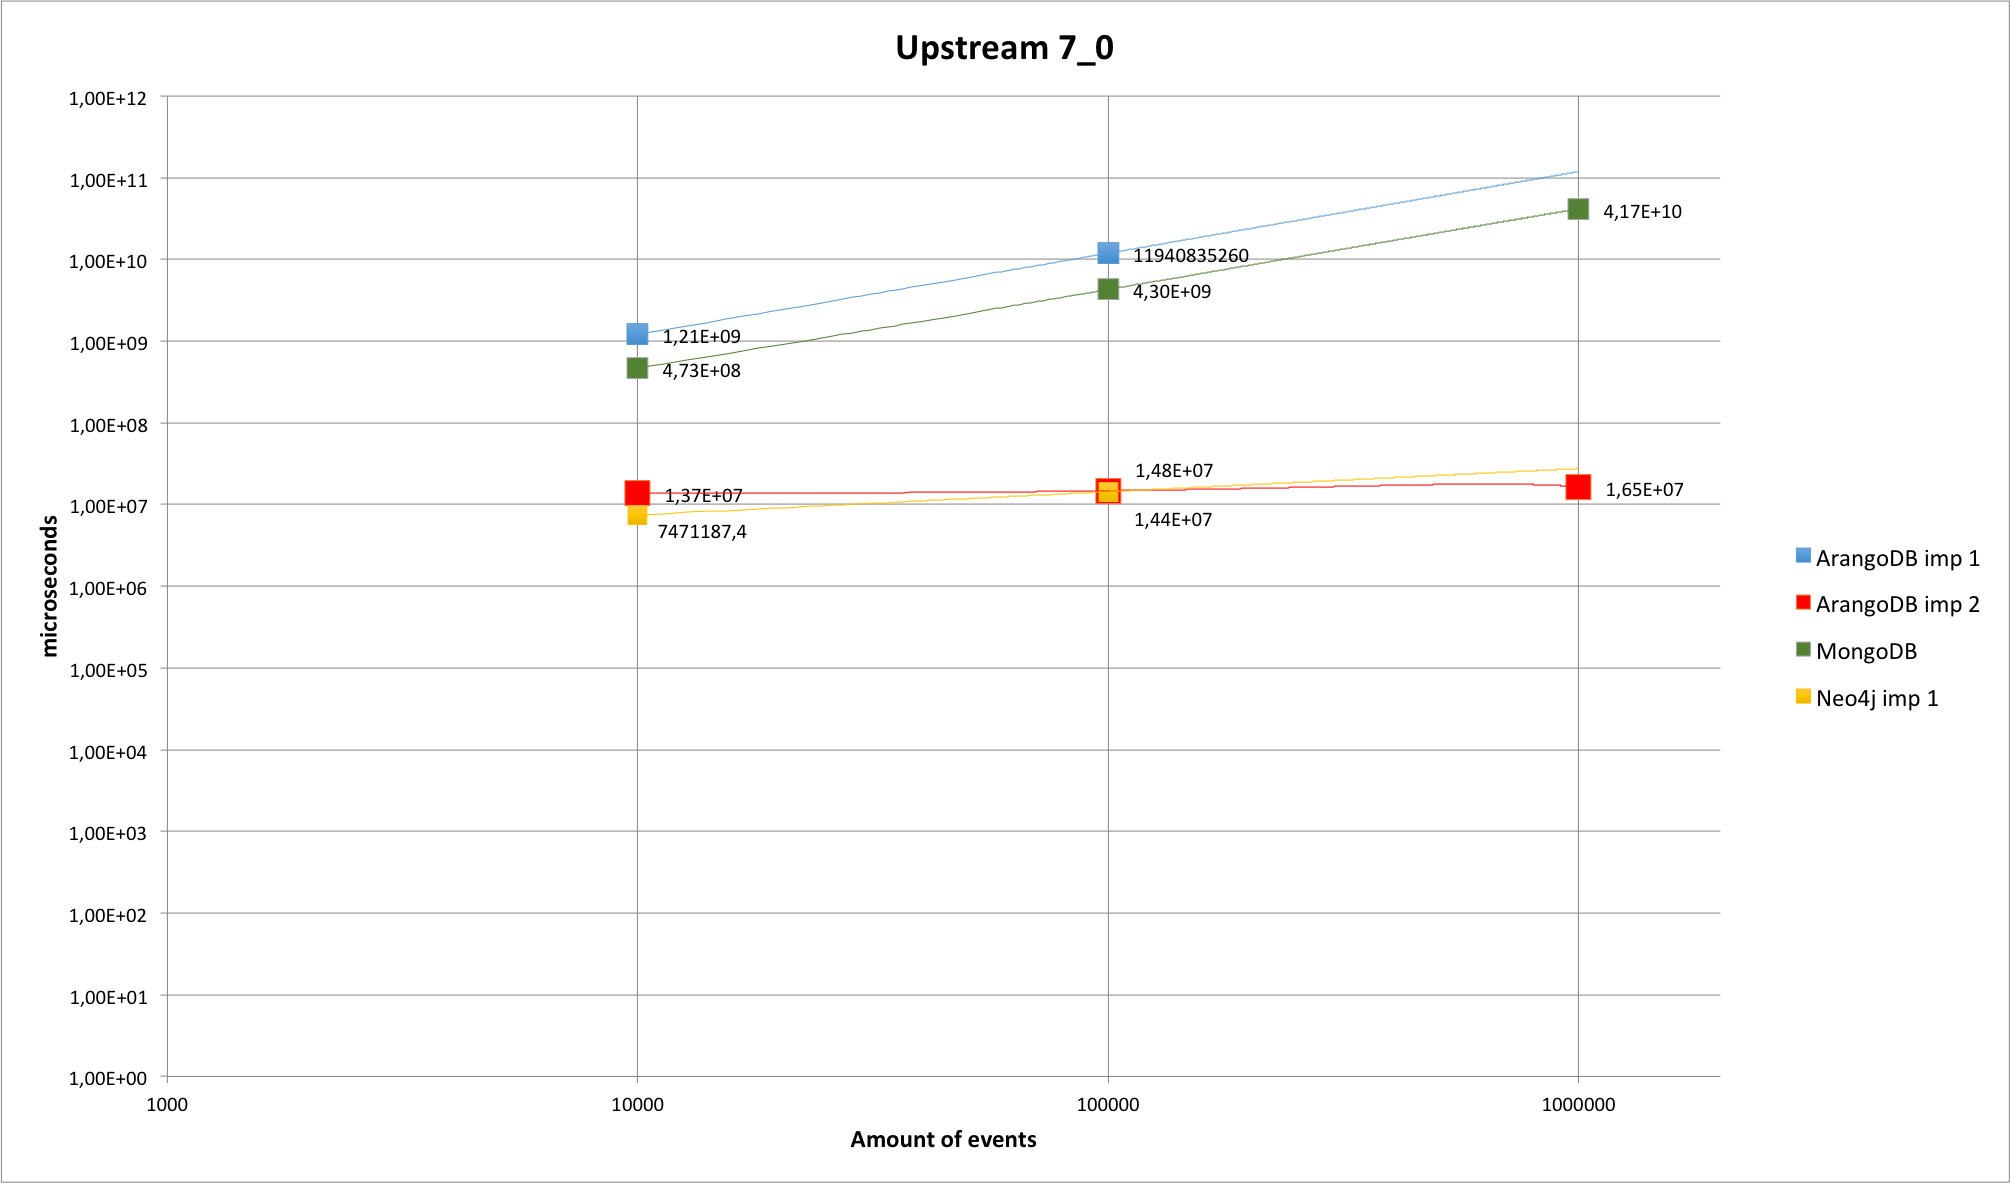 Upstream 7_0
1,00E+12
1,00E+11
1,00E+10
1,00E+09
1,00E+08
1,00E+07
1,00E+06
1,00E+05
1,00E+04
1,00E+03
1,00E+02
1,00E+01
1,00E+00
microseconds
4,17E+10
11940835260
4,30E+09
1,21E+09
4,73E+08
1,48E+07
1,37E+07
1,65E+07
1,44E+07
7471187,4
ArangoDB imp 1
ArangoDB imp 2
MongoDB
Neo4j imp 1
1000
10000
100000
1000000
Amount of events